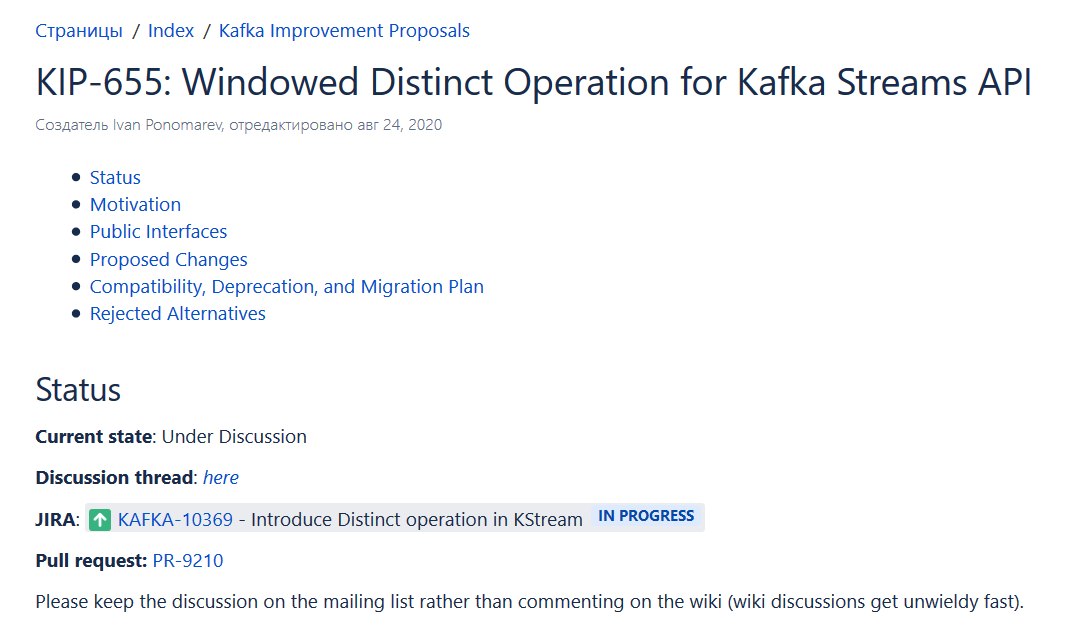 Страницы / Index / Kafka Improvement Proposals
KIP-655: Windowed Distinct Operation for Kafka Streams API
Создатель Ivan Ponomarev, отредактировано авг 24, 2020
Status
Motivation
Public Interfaces
Proposed Changes
Compatibility, Deprecation, and Migration Plan
Rejected Alternatives
Status
Current state: Under Discussion
Discussion thread: here
JIRA: KAFKA-10369 - Introduce Distinct operation in KStream IN PROGRESS
Pull request: PR-9210
Please keep the discussion on the mailing list rather than commenting on the wiki (wiki discussions get unwieldy fast).